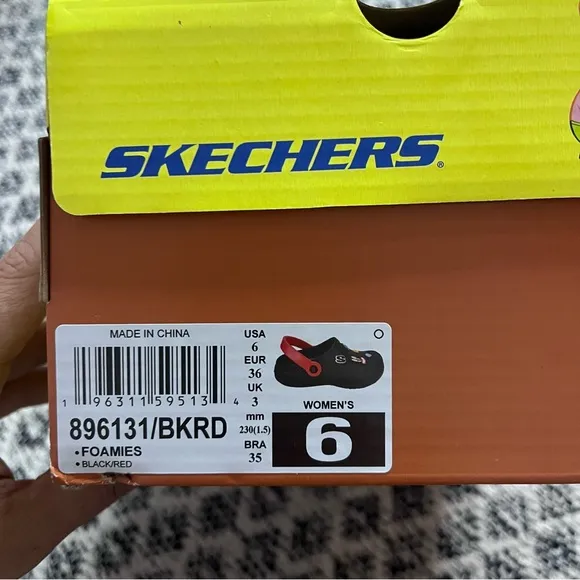 SKECHERS®
MADE IN CHINA
1 96311 59513 4
896131/BKRD
•FOAMIES
• BLACK/RED
USA
6
EUR
36
UK
3
mm
230(1.5)
BRA
35
S
WOMEN'S
6